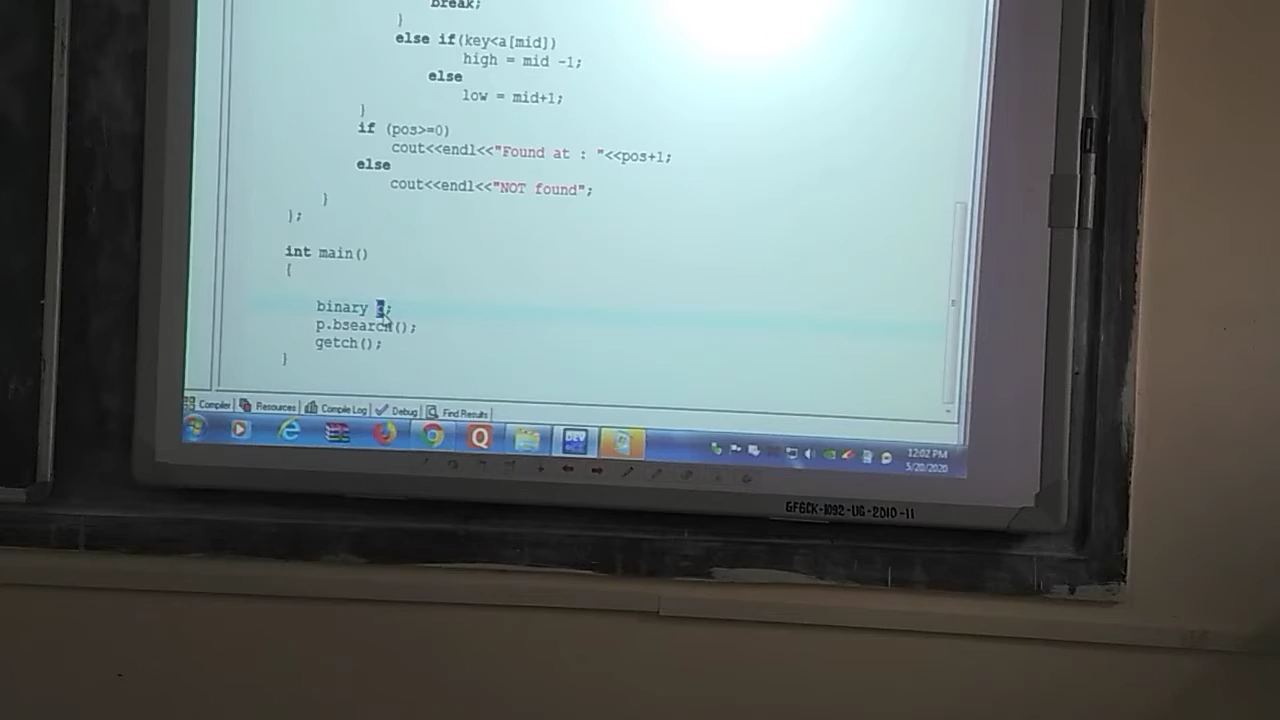 break;
}
else if(key<a[mid])
high = mid -1;
else
low = mid+1;
}
if (pos>=0)
cout<<endl<<"Found at : "<<pos+1;
else
cout<<endl<<"NOT found";
}
};
int main()
{
binary ;
p.bsearch();
getch();
}
Compiler Resources Compile Log Debug Find Results
DEV
12:02 PM
5/20/2020
GFGCK-1092-UG-2010-11